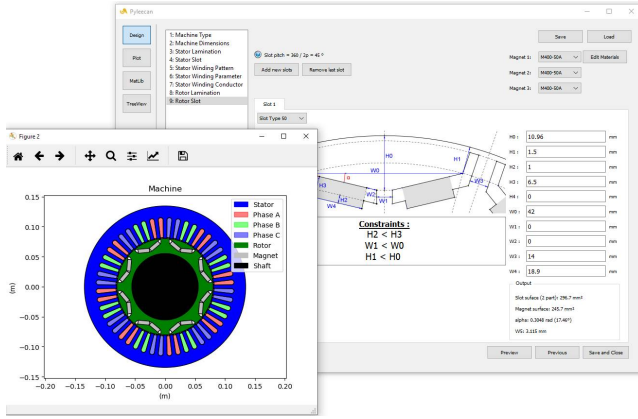 Pyleecan
Design
Plot
MatLib
TreeView
1: Machine Type
2: Machine Dimensions
3: Stator Lamination
4: Stator Slot
5: Stator Winding Pattern
6: Stator Winding Parameter
7: Stator Winding Conductor
8: Rotor Lamination
9: Rotor Slot
Save
Load
Slot pitch = 360 / 2p = 45 °
Add new slots
Remove last slot
Magnet 1:
M400-50A
Edit Materials
Magnet 2:
M400-50A
Magnet 3:
M400-50A
Slot 1
Slot Type 50
H0
H1
W0
H3
α
W3
H2
W4
W2
W1
Constraints :
H2 < H3
W1 < W0
H1 < H0
H0 :
10.96
mm
H1 :
1.5
mm
H2 :
1
mm
H3 :
6.5
mm
H4 :
0
mm
W0 :
42
mm
W1 :
0
mm
W2 :
0
mm
W3 :
14
mm
W4 :
18.9
mm
Output
Slot suface (2 part): 296.7 mm²
Magnet surface: 245.7 mm²
alpha: 0.3048 rad (17.46°)
W5: 3.115 mm
Preview
Previous
Save and Close
Figure 2
Machine
Stator
Phase A
Phase B
Phase C
Rotor
Magnet
Shaft
0.15
0.10
0.05
0.00
−0.05
−0.10
−0.15
(m)
−0.20 −0.15 −0.10 −0.05 0.00 0.05 0.10 0.15 0.20
(m)